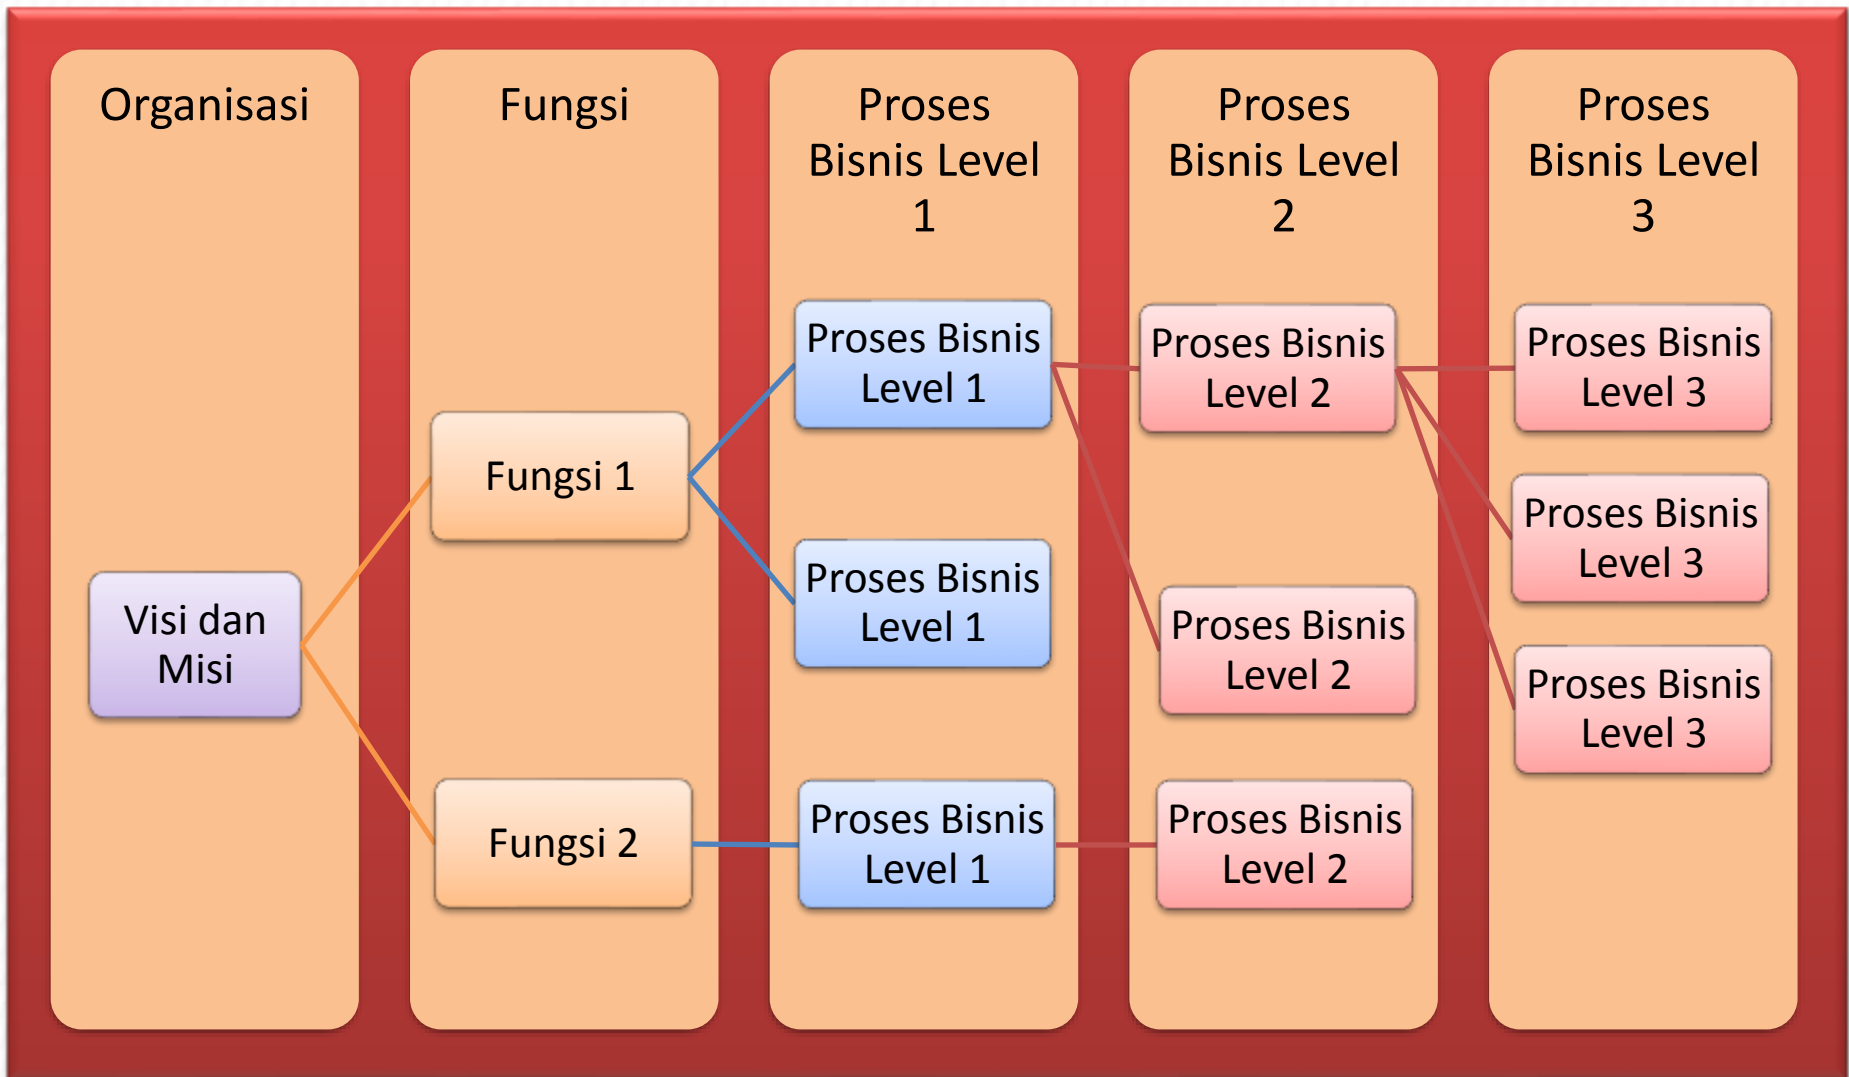 Organisasi
Fungsi
Proses
Bisnis Level
1
Proses
Bisnis Level
2
Proses
Bisnis Level
3
Visi dan
Misi
Fungsi 1
Fungsi 2
Proses Bisnis
Level 1
Proses Bisnis
Level 1
Proses Bisnis
Level 1
Proses Bisnis
Level 2
Proses Bisnis
Level 2
Proses Bisnis
Level 2
Proses Bisnis
Level 3
Proses Bisnis
Level 3
Proses Bisnis
Level 3